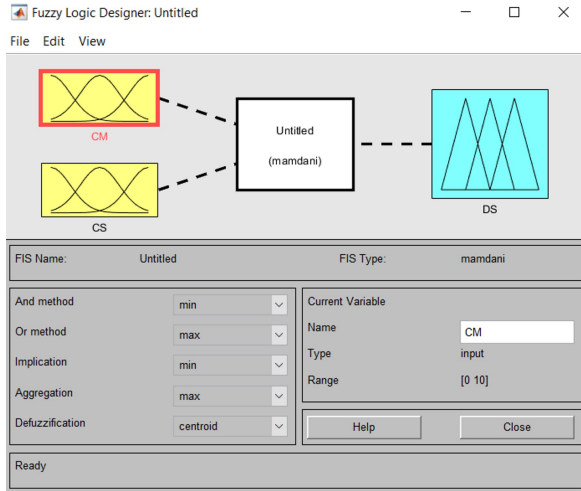 Fuzzy Logic Designer: Untitled
File Edit View
CM
CS
Untitled
(mamdani)
DS
FIS Name: Untitled FIS Type: mamdani
And method min
Or method max
Implication min
Aggregation max
Defuzzification centroid
Current Variable
Name CM
Type input
Range [0 10]
Help Close
Ready